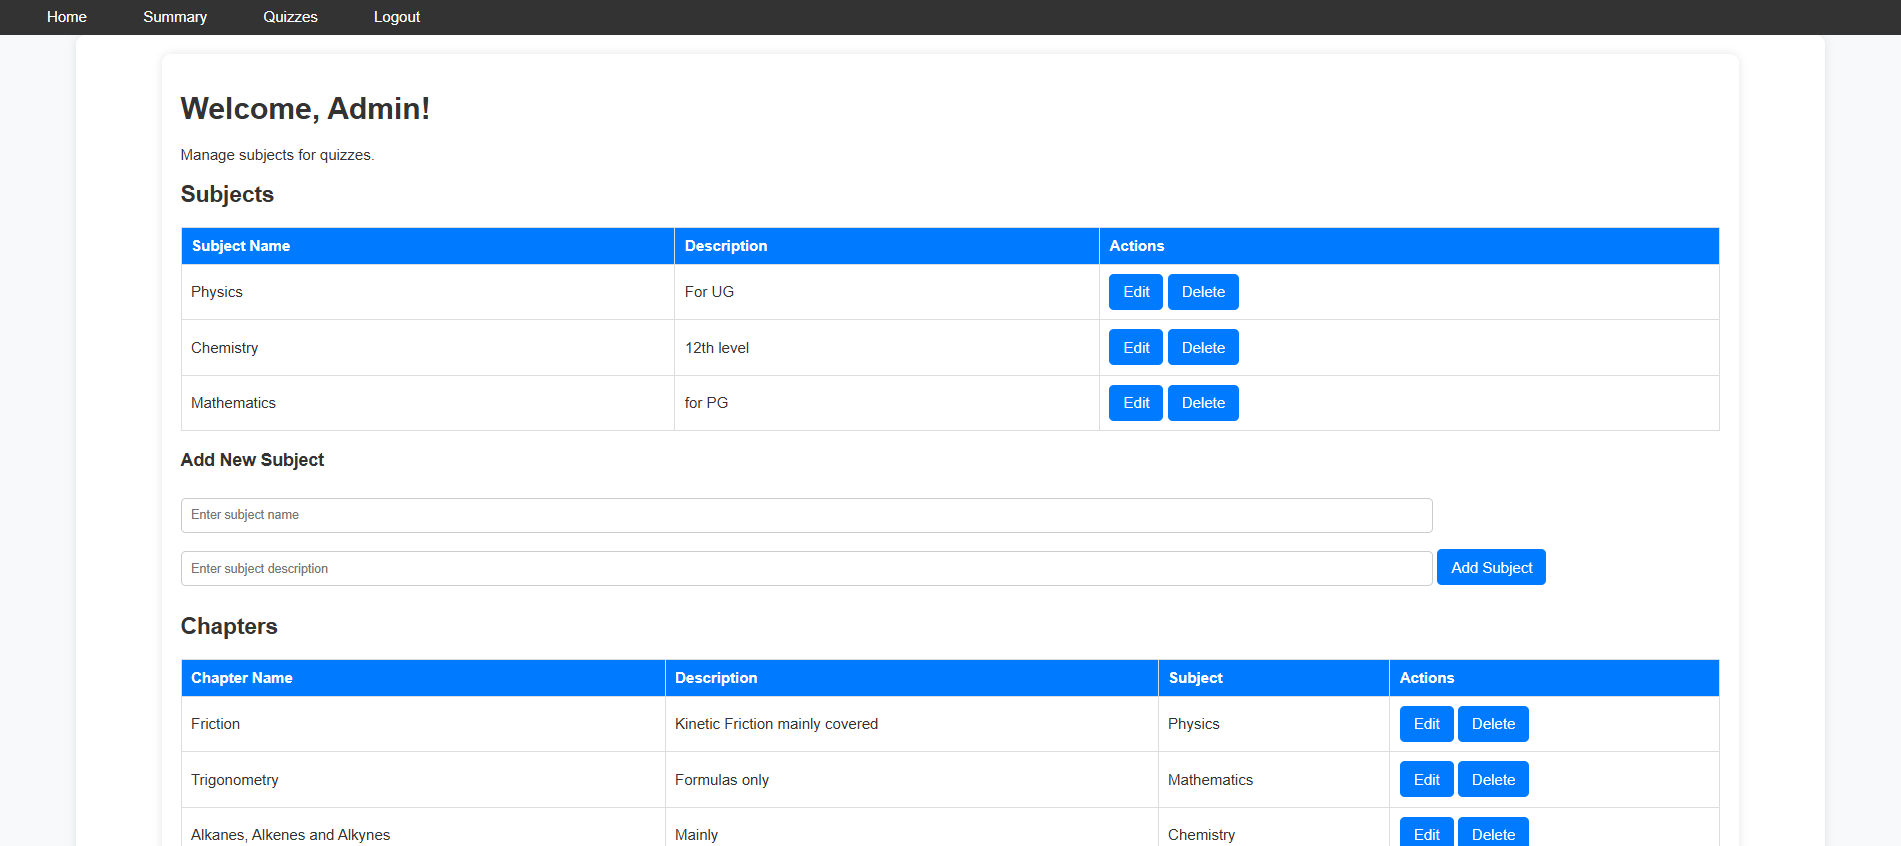 Home Summary Quizzes Logout
Welcome, Admin!
Manage subjects for quizzes.
Subjects
Subject Name Description Actions
Physics For UG Edit Delete
Chemistry 12th level Edit Delete
Mathematics for PG Edit Delete
Add New Subject
Enter subject name
Enter subject description Add Subject
Chapters
Chapter Name Description Subject Actions
Friction Kinetic Friction mainly covered Physics Edit Delete
Trigonometry Formulas only Mathematics Edit Delete
Alkanes, Alkenes and Alkynes Mainly Chemistry Edit Delete